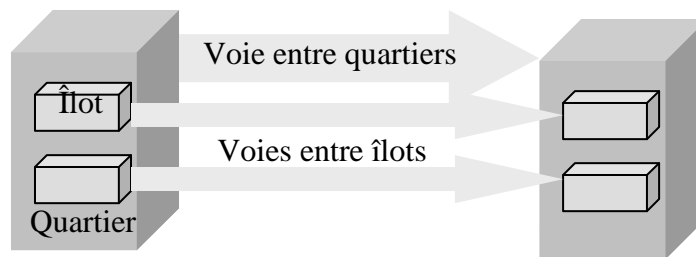 Voie entre quartiers
Îlot
Voies entre îlots
Quartier